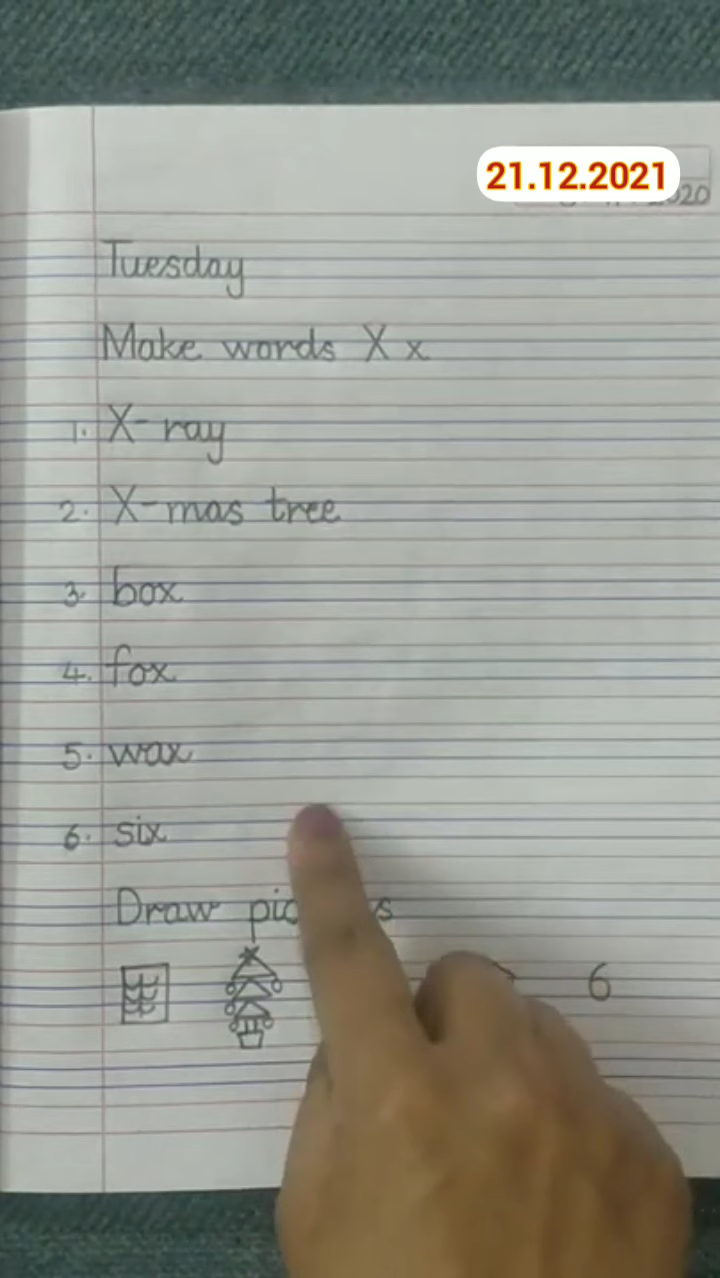 21.12.2021
Tuesday
Make words X x
1. X-ray
2. X-mas tree
3. box
4. fox
5. wax
6. six
Draw
6